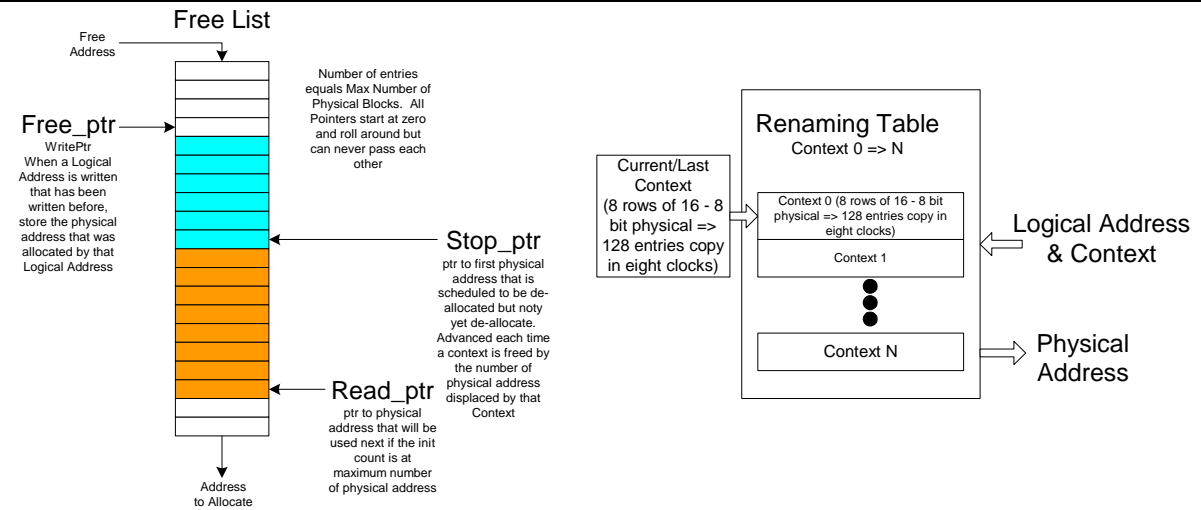 Free List
Free
Address
Number of entries
equals Max Number of
Physical Blocks.  All
Pointers start at zero
and roll around but
can never pass each
other
Free_ptr
WritePtr
When a Logical
Address is written
that has been
written before,
store the physical
address that was
allocated by that
Logical Address
Stop_ptr
ptr to first physical
address that is
scheduled to be de-
allocated but noty
yet de-allocate.
Advanced each time
a context is freed by
the number of
physical address
displaced by that
Context
Read_ptr
ptr to physical
address that will be
used next if the init
count is at
maximum number
of physical address
Address
to Allocate
Renaming Table
Context 0 => N
Current/Last
Context
(8 rows of 16 - 8
bit physical =>
128 entries copy
in eight clocks)
Context 0 (8 rows of 16 - 8 bit
physical => 128 entries copy in
eight clocks)
Context 1
Context N
Logical Address
& Context
Physical
Address